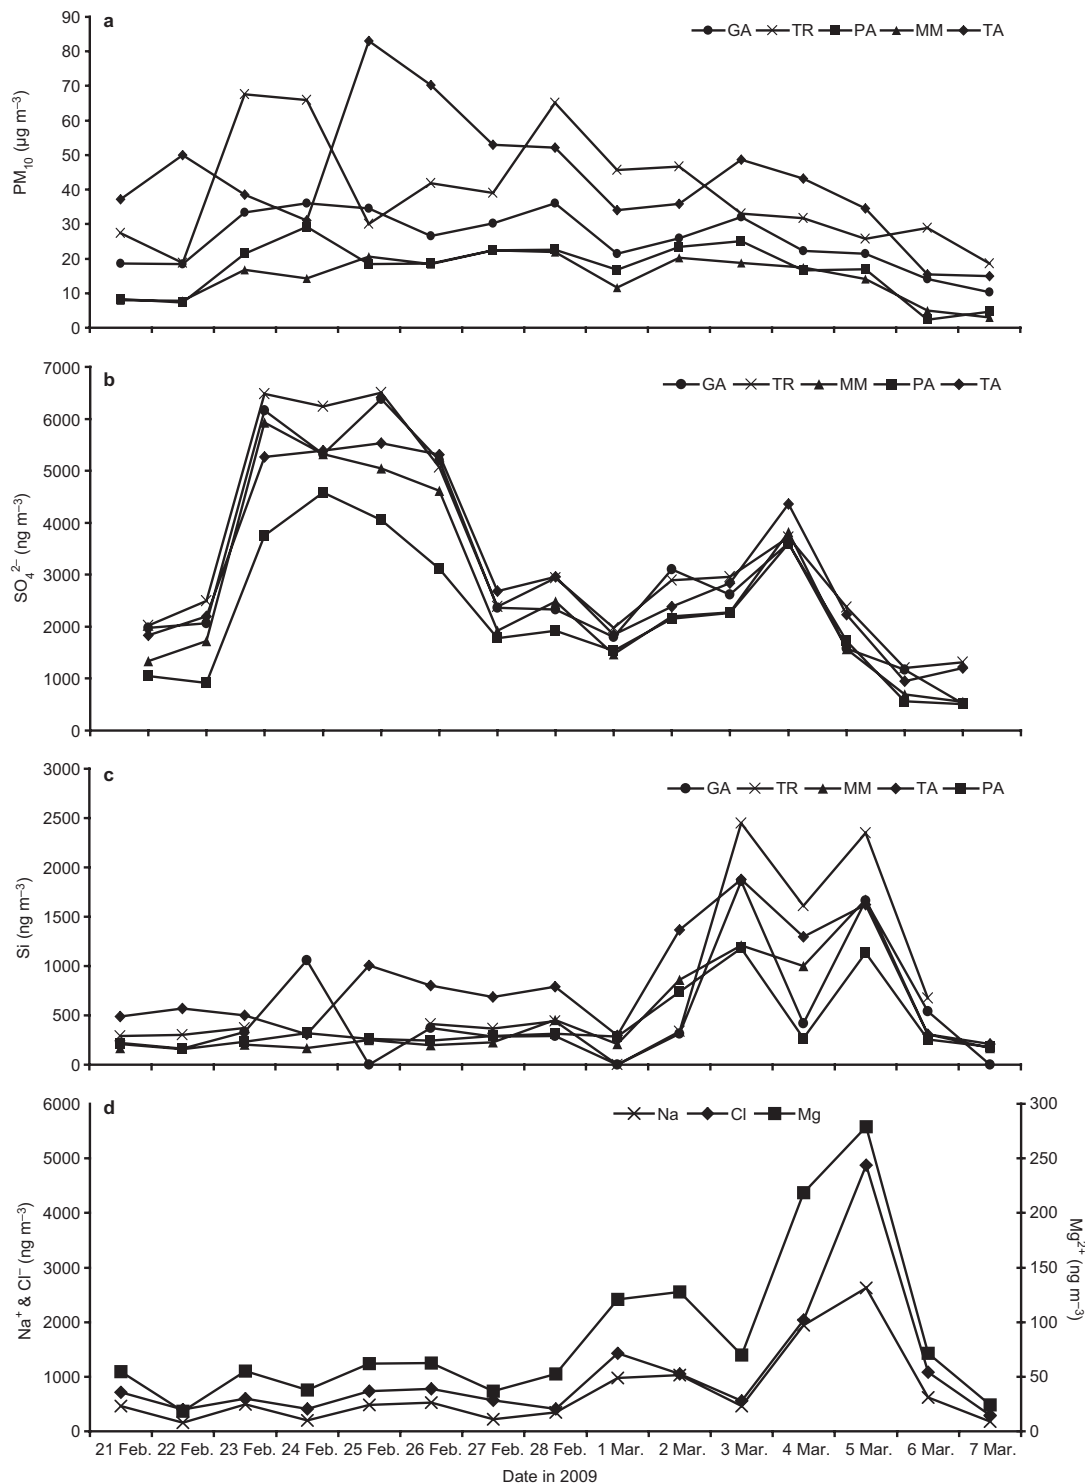 a
GA TR PA MM TA
90
80
70
60
50
40
30
20
10
0
PM10 (µg m–3)
b
GA TR MM PA TA
7000
6000
5000
4000
3000
2000
1000
0
SO42– (ng m–3)
c
GA TR MM TA PA
3000
2500
2000
1500
1000
500
0
Si (ng m–3)
d
Na Cl Mg
6000
5000
4000
3000
2000
1000
0
Na+ & Cl– (ng m–3)
300
250
200
150
100
50
0
Mg2+ (ng m–3)
21 Feb. 22 Feb. 23 Feb. 24 Feb. 25 Feb. 26 Feb. 27 Feb. 28 Feb. 1 Mar. 2 Mar. 3 Mar. 4 Mar. 5 Mar. 6 Mar. 7 Mar.
Date in 2009